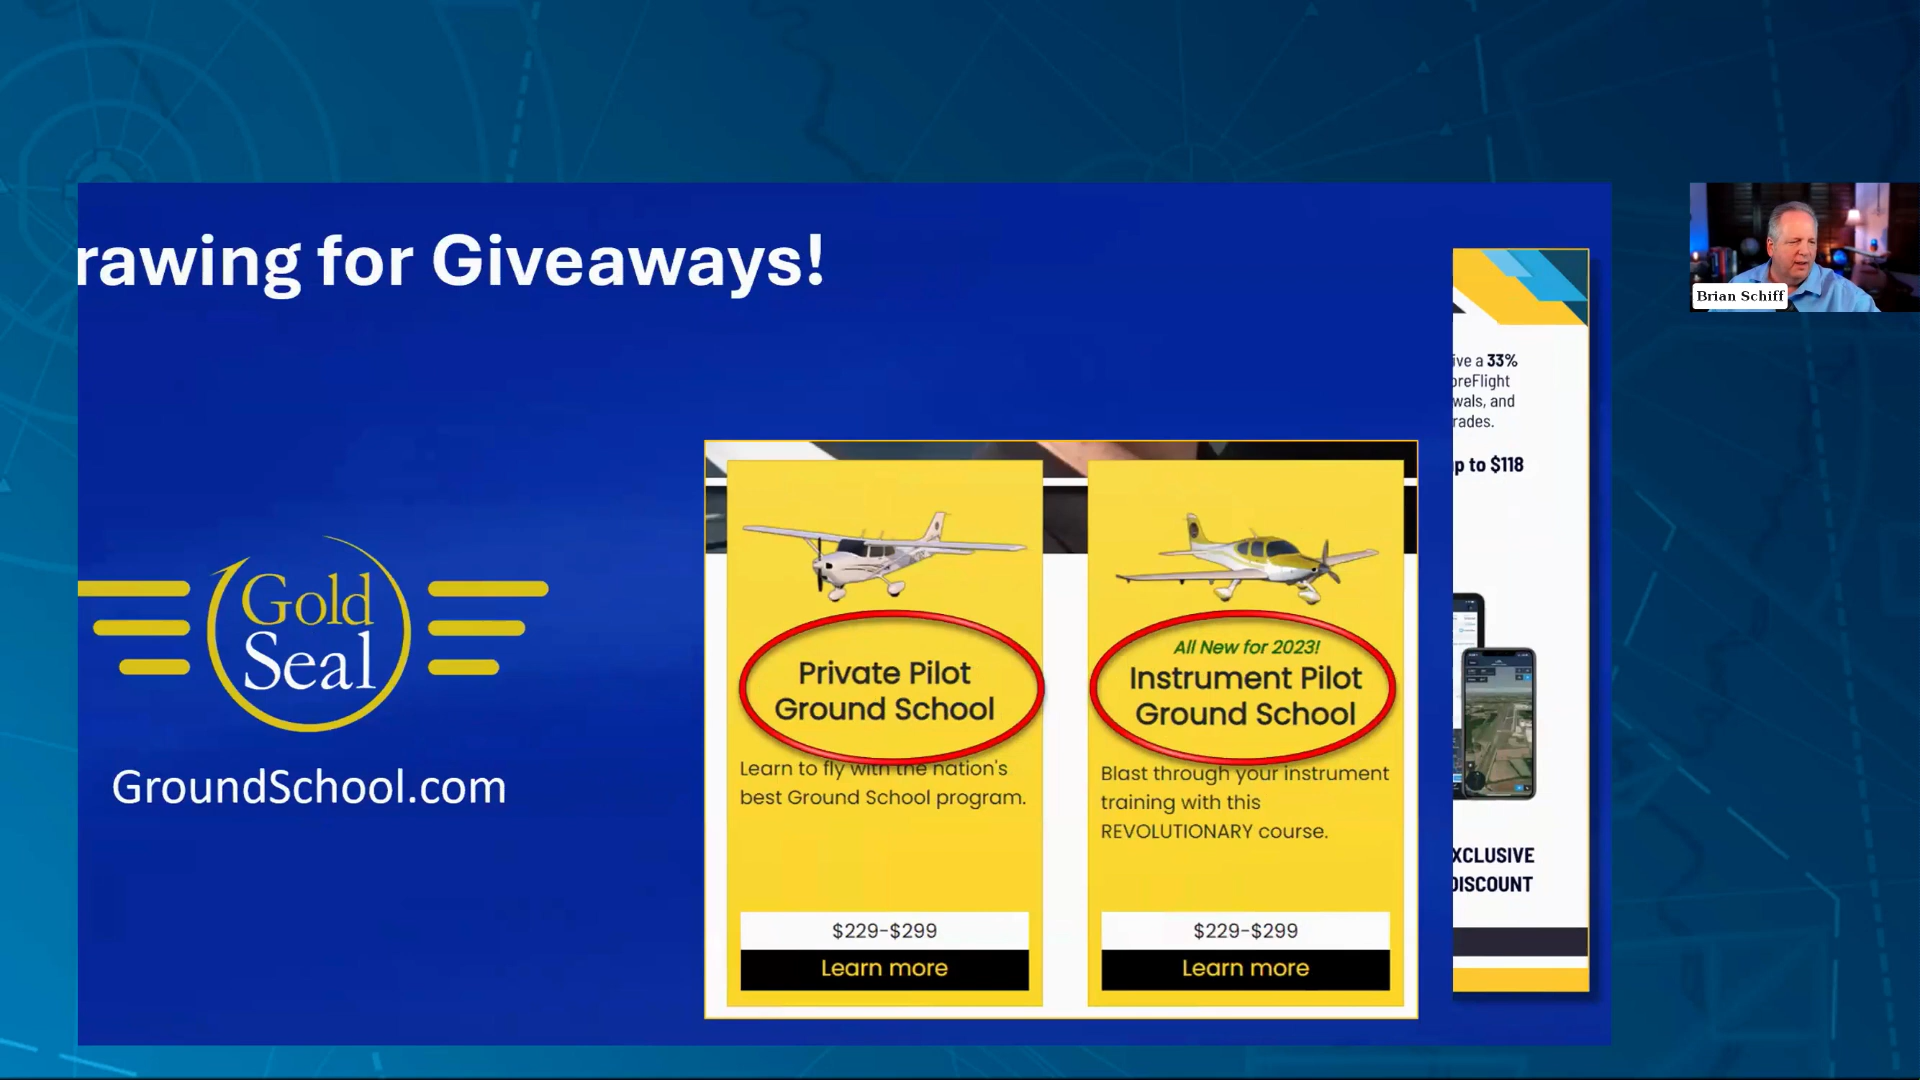 rawing for Giveaways!
Brian Schiff
ive a 33%
oreFlight
wals, and
rades.
p to $118
Gold
Seal
GroundSchool.com
Private Pilot
Ground School
Learn to fly with the nation's
best Ground School program.
$229-$299
Learn more
All New for 2023!
Instrument Pilot
Ground School
Blast through your instrument
training with this
REVOLUTIONARY course.
$229-$299
Learn more
XCLUSIVE
DISCOUNT